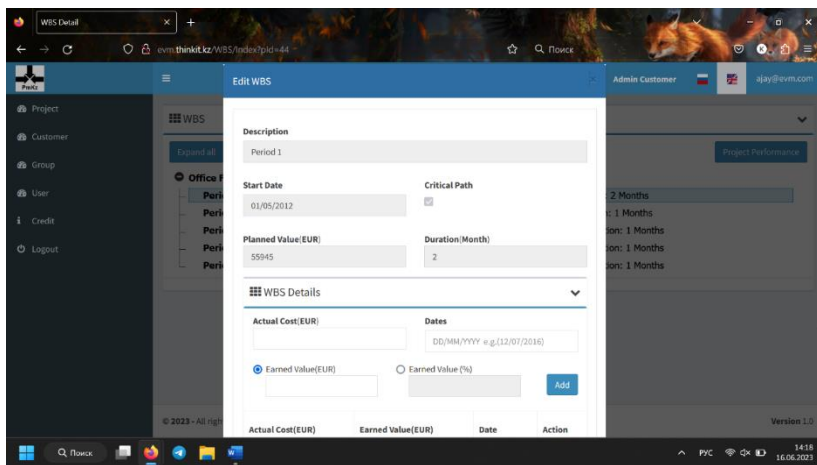 WBS Detail
evm.thinkit.kz/WBS/Index?pId=44
Поиск
PmiKz
Edit WBS
Admin Customer
ajay@evm.com
Project
Customer
Group
User
Credit
Logout
WBS
Expand all
Project Performance
Office
2 Months
1 Months
1 Months
1 Months
1 Months
Description
Period 1
Start Date
Critical Path
01/05/2012
Planned Value(EUR)
Duration(Month)
55945
2
WBS Details
Actual Cost(EUR)
Dates
DD/MM/YYYY e.g.(12/07/2016)
Earned Value(EUR)
Earned Value (%)
Add
Actual Cost(EUR)
Earned Value(EUR)
Date
Action
© 2023 - All righ
Version 1.0
Поиск
РУС
14:18
16.06.2023